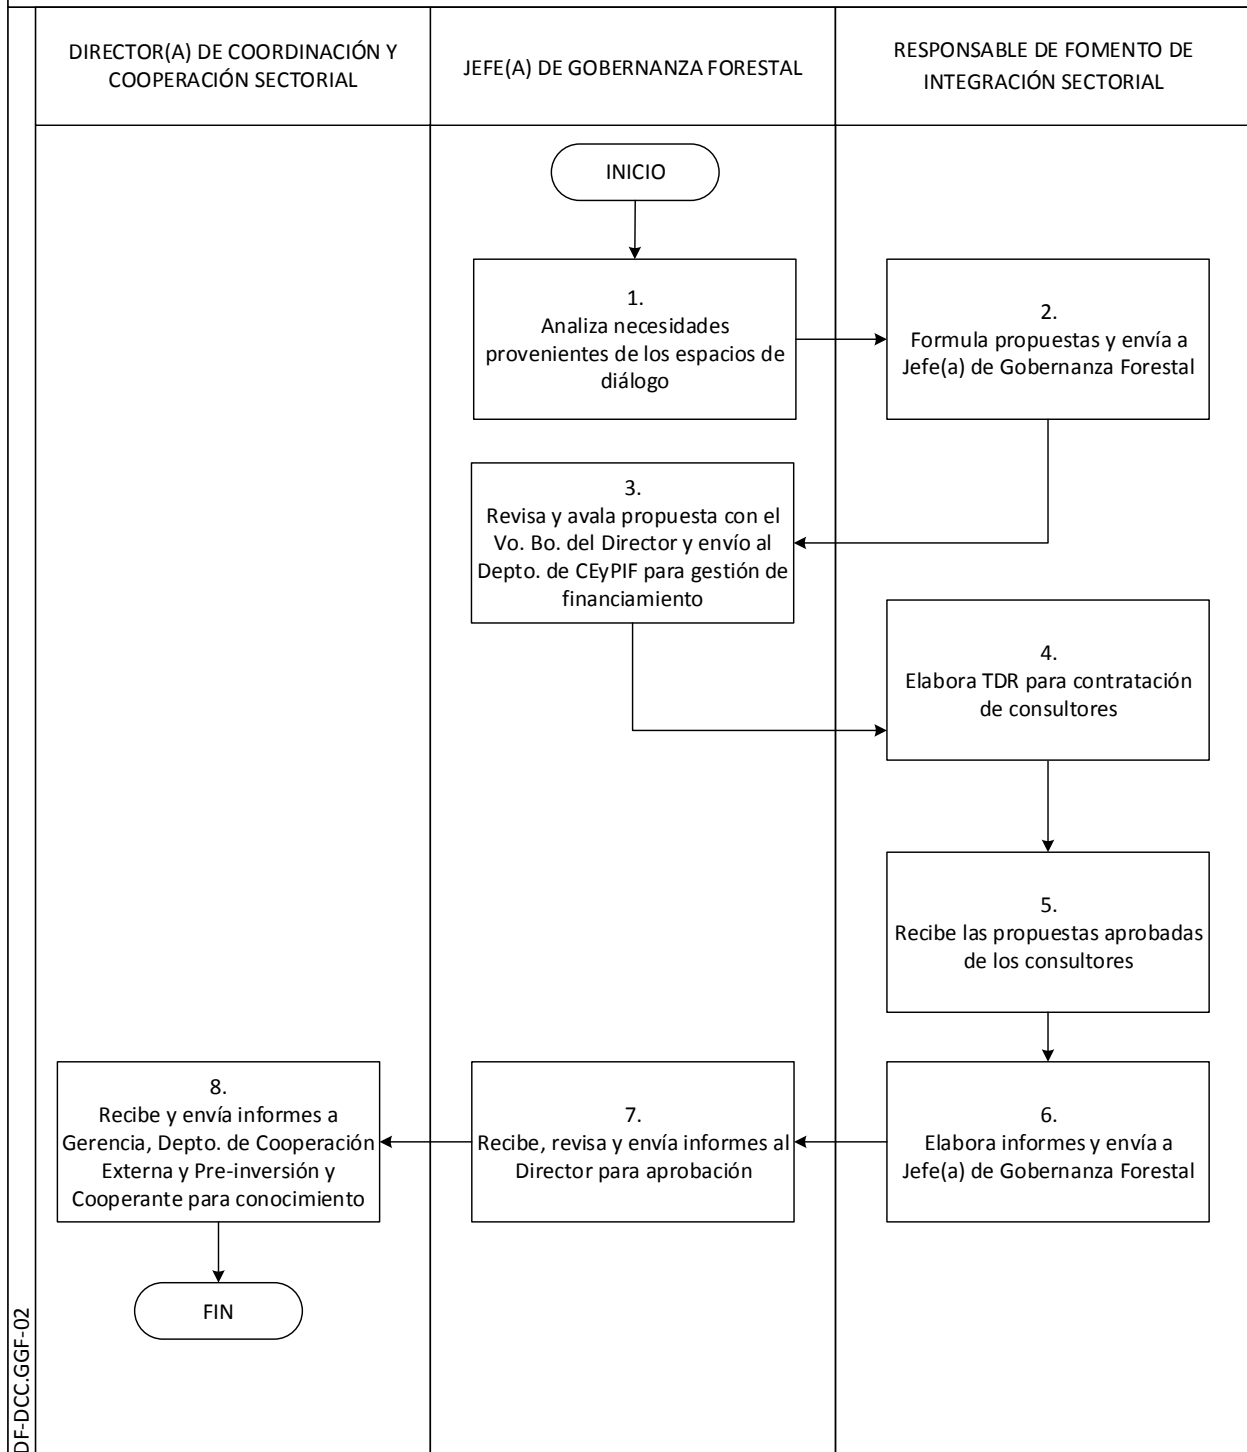 DIRECTOR(A) DE COORDINACIÓN Y
COOPERACIÓN SECTORIAL
JEFE(A) DE GOBERNANZA FORESTAL
RESPONSABLE DE FOMENTO DE
INTEGRACIÓN SECTORIAL
INICIO
1.
Analiza necesidades
provenientes de los espacios de
diálogo
2.
Formula propuestas y envía a
Jefe(a) de Gobernanza Forestal
3.
Revisa y avala propuesta con el
Vo. Bo. del Director y envío al
Depto. de CEyPIF para gestión de
financiamiento
4.
Elabora TDR para contratación
de consultores
5.
Recibe las propuestas aprobadas
de los consultores
6.
Elabora informes y envía a
Jefe(a) de Gobernanza Forestal
7.
Recibe, revisa y envía informes al
Director para aprobación
8.
Recibe y envía informes a
Gerencia, Depto. de Cooperación
Externa y Pre-inversión y
Cooperante para conocimiento
FIN
DF-DCC.GGF-02